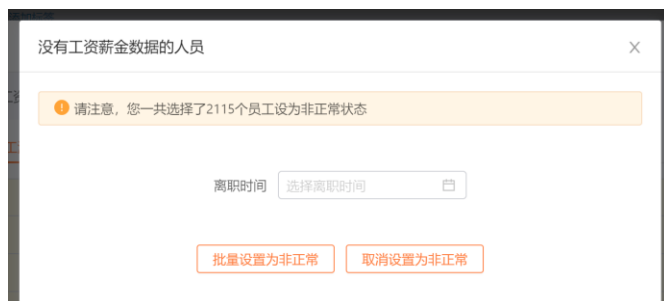 没有工资薪金数据的人员
请注意，您一共选择了2115个员工设为非正常状态
离职时间 选择离职时间
批量设置为非正常 取消设置为非正常